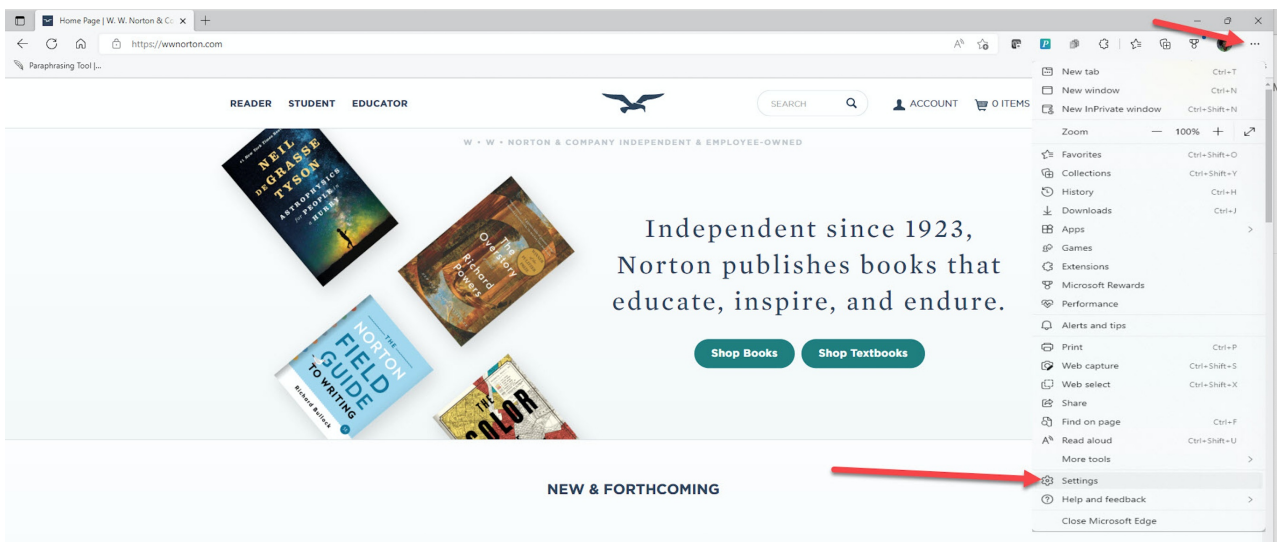 Home Page | W. W. Norton & Co
https://wwnorton.com
Paraphrasing Tool |...
READER STUDENT EDUCATOR
SEARCH
ACCOUNT 0 ITEMS
W • W • NORTON & COMPANY INDEPENDENT & EMPLOYEE-OWNED
NEIL
DEGRASSE
TYSON
ASTROPHYSICS
for PEOPLE
in a HURRY
The
Overstory
Richard
Powers
THE
NORTON
FIELD
GUIDE
TO WRITING
Richard Bullock
THE
COLOR
Independent since 1923,
Norton publishes books that
educate, inspire, and endure.
Shop Books Shop Textbooks
NEW & FORTHCOMING
New tab Ctrl+T
New window Ctrl+N
New InPrivate window Ctrl+Shift+N
Zoom — 100% +
Favorites Ctrl+Shift+O
Collections Ctrl+Shift+Y
History Ctrl+H
Downloads Ctrl+J
Apps
Games
Extensions
Microsoft Rewards
Performance
Alerts and tips
Print Ctrl+P
Web capture Ctrl+Shift+S
Web select Ctrl+Shift+X
Share
Find on page Ctrl+F
Read aloud Ctrl+Shift+U
More tools
Settings
Help and feedback
Close Microsoft Edge